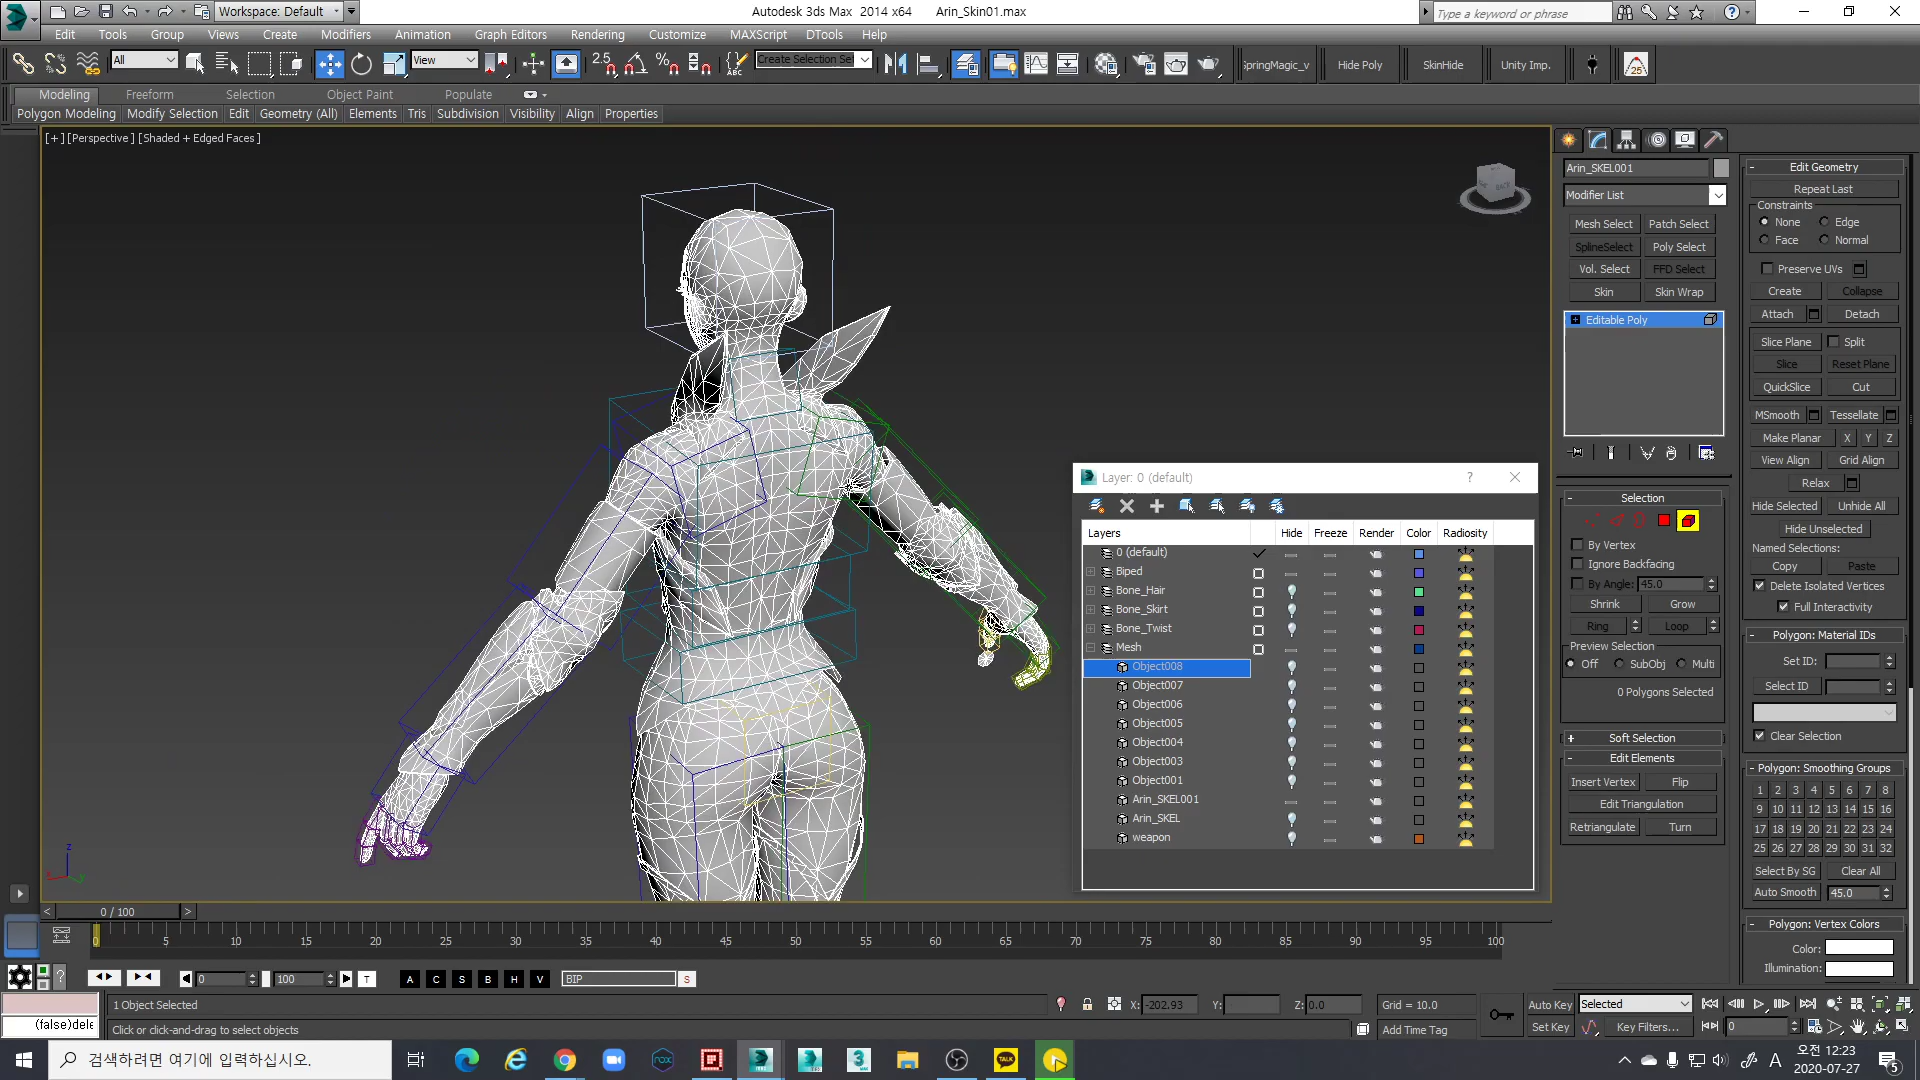 Workspace: Default
Autodesk 3ds Max 2014 x64 Arin_Skin01.max
Type a keyword or phrase
Edit Tools Group Views Create Modifiers Animation Graph Editors Rendering Customize MAXScript DTools Help
All
View
2.5
Create Selection Set
SpringMagic_v
Hide Poly
SkinHide
Unity Imp.
25
Modeling Freeform Selection Object Paint Populate
Polygon Modeling Modify Selection Edit Geometry (All) Elements Tris Subdivision Visibility Align Properties
[+][Perspective][Shaded + Edged Faces]
BACK
Arin_SKEL001
Modifier List
Mesh Select Patch Select
SplineSelect Poly Select
Vol. Select FFD Select
Skin Skin Wrap
Editable Poly
Selection
By Vertex
Ignore Backfacing
By Angle: 45.0
Shrink Grow
Ring Loop
Preview Selection
Off SubObj Multi
0 Polygons Selected
Soft Selection
Edit Elements
Insert Vertex Flip
Edit Triangulation
Retriangulate Turn
Edit Geometry
Repeat Last
Constraints
None Edge
Face Normal
Preserve UVs
Create Collapse
Attach Detach
Slice Plane Split
Slice Reset Plane
QuickSlice Cut
MSmooth Tessellate
Make Planar X Y Z
View Align Grid Align
Relax
Hide Selected Unhide All
Hide Unselected
Named Selections:
Copy Paste
Delete Isolated Vertices
Full Interactivity
Polygon: Material IDs
Set ID:
Select ID
Clear Selection
Polygon: Smoothing Groups
1 2 3 4 5 6 7 8
9 10 11 12 13 14 15 16
17 18 19 20 21 22 23 24
25 26 27 28 29 30 31 32
Select By SG Clear All
Auto Smooth 45.0
Polygon: Vertex Colors
Color:
Illumination:
Layer: 0 (default)
Layers Hide Freeze Render Color Radiosity
0 (default)
Biped
Bone_Hair
Bone_Skirt
Bone_Twist
Mesh
Object008
Object007
Object006
Object005
Object004
Object003
Object001
Arin_SKEL001
Arin_SKEL
weapon
z
0 / 100
0 5 10 15 20 25 30 35 40 45 50 55 60 65 70 75 80 85 90 95 100
0 100 T A C S B H V BIP S
1 Object Selected X: -202.93 Y: Z: 0.0 Grid = 10.0 Auto Key Selected
(false)dele Click or click-and-drag to select objects Add Time Tag Set Key Key Filters... 0
검색하려면 여기에 입력하십시오.
TALK
A
오전 12:23
2020-07-27
5